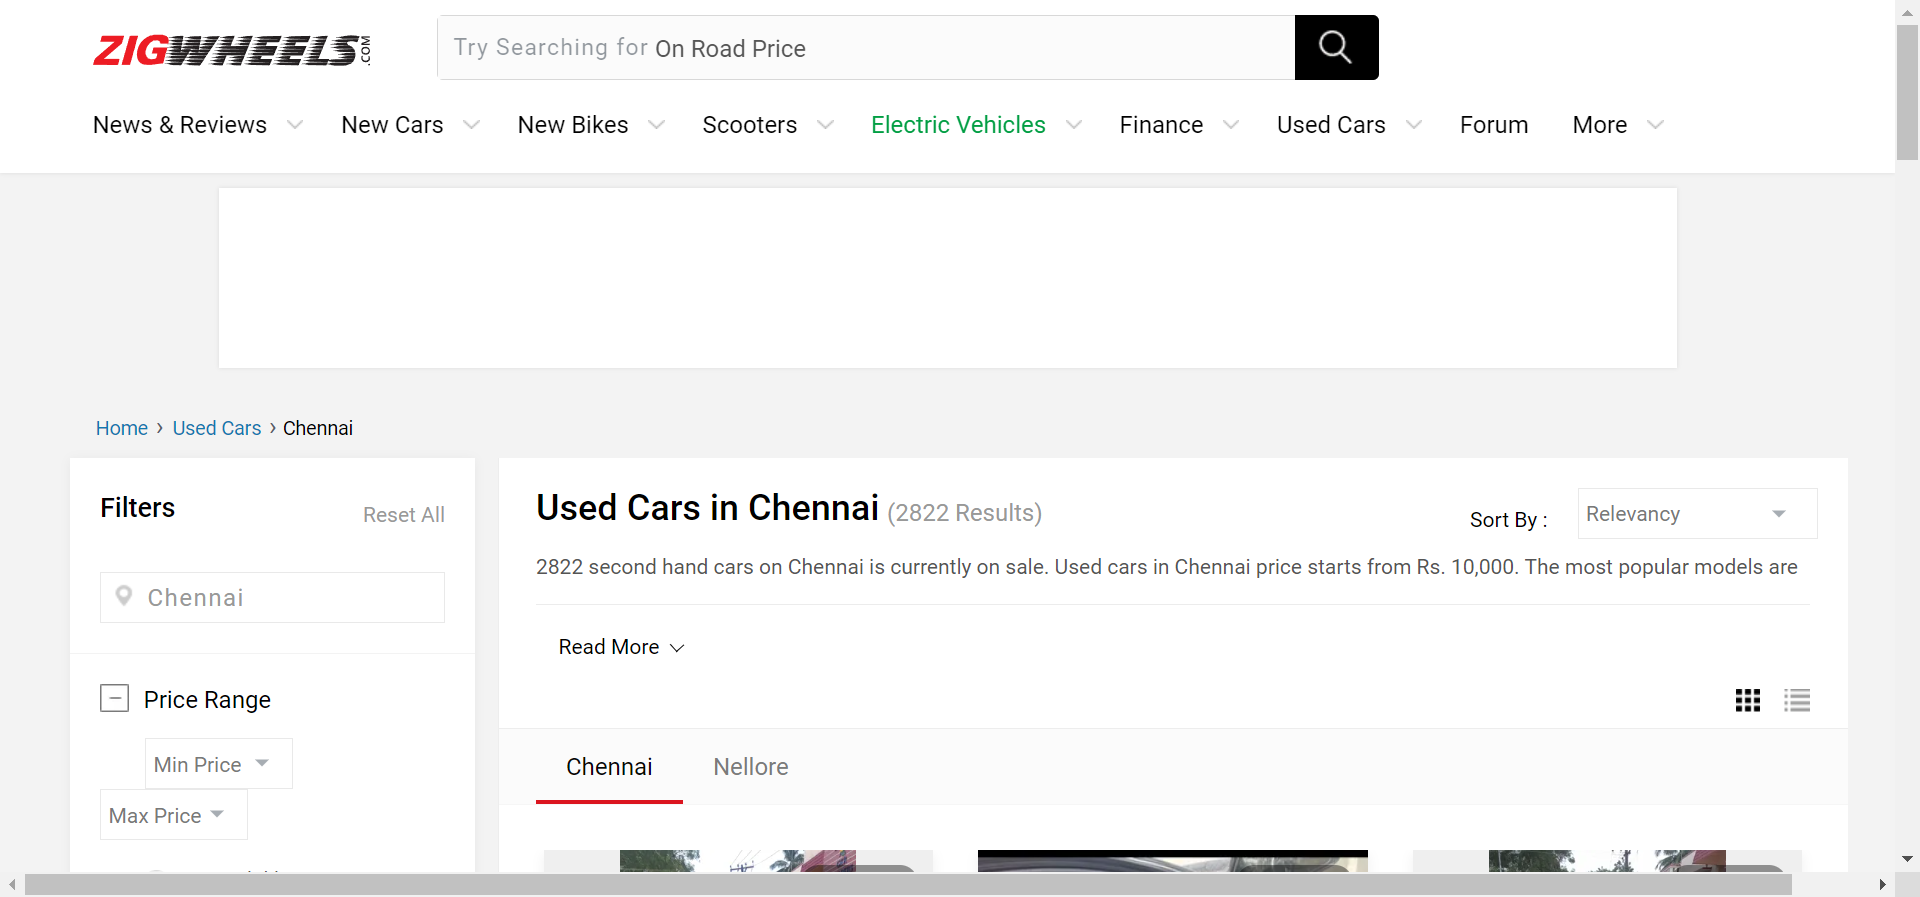 ZIGWHEELS.COM
Try Searching for On Road Price
News & Reviews New Cars New Bikes Scooters Electric Vehicles Finance Used Cars Forum More
Home › Used Cars › Chennai
Filters
Reset All
Chennai
Price Range
Min Price
Max Price
Used Cars in Chennai (2822 Results)
Sort By :
Relevancy
2822 second hand cars on Chennai is currently on sale. Used cars in Chennai price starts from Rs. 10,000. The most popular models are
Read More
Chennai
Nellore